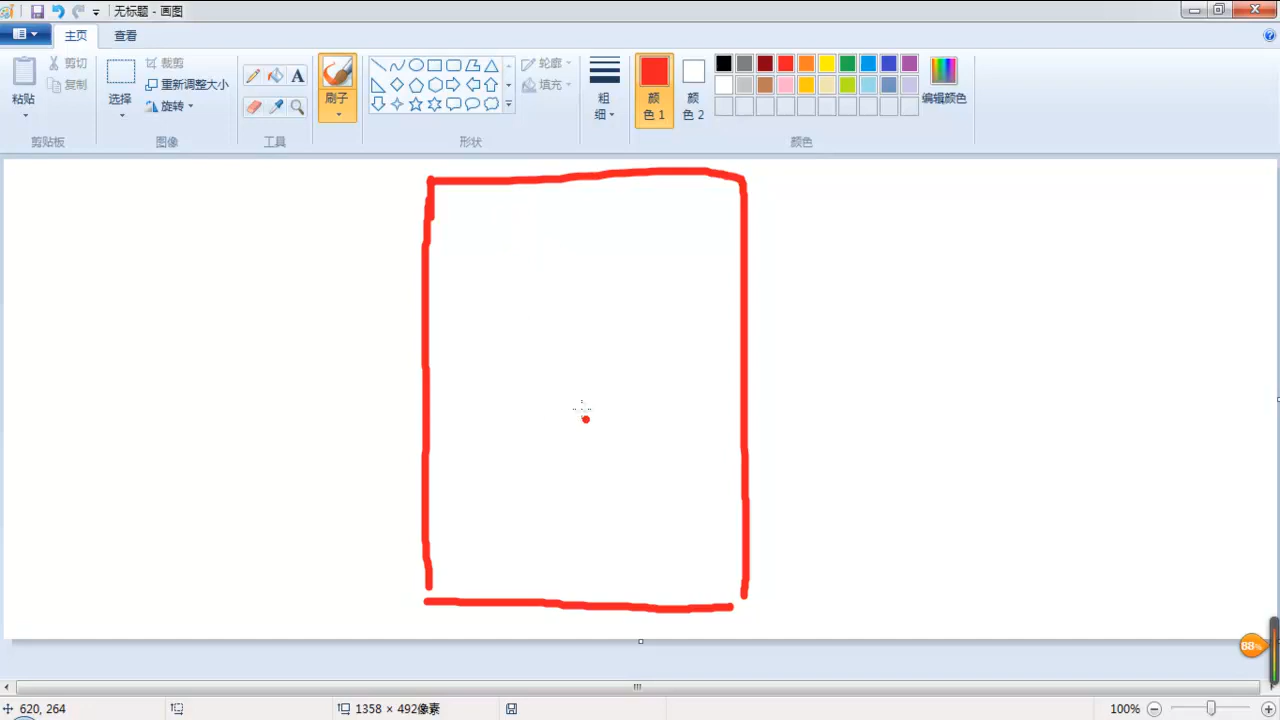 无标题 - 画图
主页
查看
粘贴
剪切
复制
剪贴板
选择
裁剪
重新调整大小
旋转
图像
A
工具
刷子
轮廓
填充
形状
粗
细
颜
色 1
颜
色 2
编辑颜色
颜色
88%
620, 264
1358 × 492像素
100%